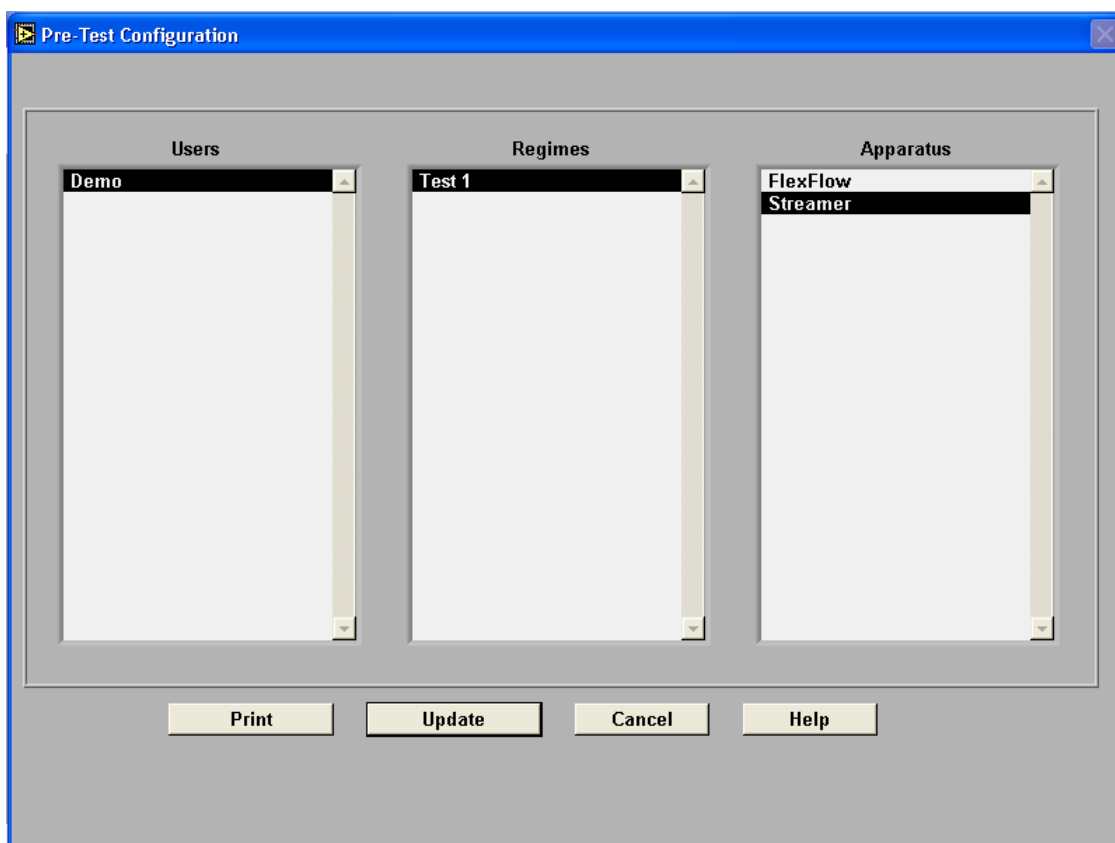 Pre-Test Configuration
Users
Regimes
Apparatus
Demo
Test 1
FlexFlow
Streamer
Print
Update
Cancel
Help